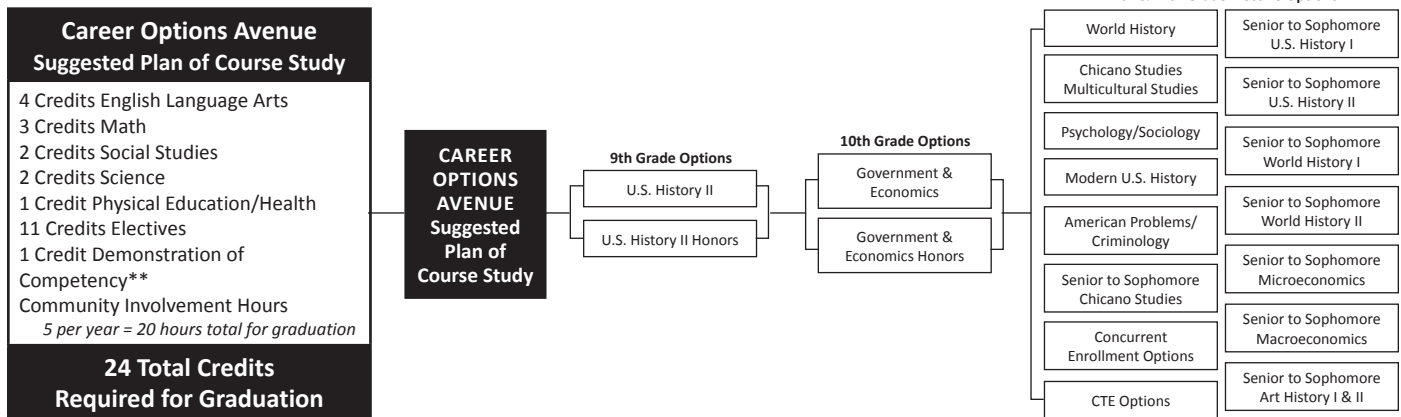 Career Options Avenue
Suggested Plan of Course Study
4 Credits English Language Arts
3 Credits Math
2 Credits Social Studies
2 Credits Science
1 Credit Physical Education/Health
11 Credits Electives
1 Credit Demonstration of
Competency**
Community Involvement Hours
5 per year = 20 hours total for graduation
24 Total Credits
Required for Graduation
CAREER
OPTIONS
AVENUE
Suggested
Plan of
Course Study
9th Grade Options
U.S. History II
U.S. History II Honors
10th Grade Options
Government &
Economics
Government &
Economics Honors
World History
Chicano Studies
Multicultural Studies
Psychology/Sociology
Modern U.S. History
American Problems/
Criminology
Senior to Sophomore
Chicano Studies
Concurrent
Enrollment Options
CTE Options
Senior to Sophomore
U.S. History I
Senior to Sophomore
U.S. History II
Senior to Sophomore
World History I
Senior to Sophomore
World History II
Senior to Sophomore
Microeconomics
Senior to Sophomore
Macroeconomics
Senior to Sophomore
Art History I & II